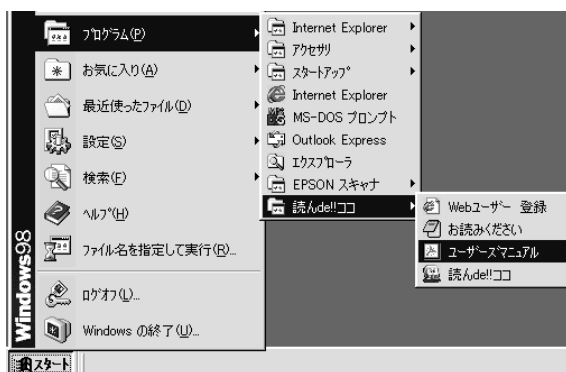 プログラム(P)
お気に入り(A)
最近使ったファイル(D)
設定(S)
検索(F)
ヘルプ(H)
ファイル名を指定して実行(R)...
ログオフ(L)...
Windows の終了(U)...
Windows98
スタート
Internet Explorer
アクセサリ
スタートアップ
Internet Explorer
MS-DOS プロンプト
Outlook Express
エクスプローラ
EPSON スキャナ
読んde!!ココ
Webユーザー 登録
お読みください
ユーザーズマニュアル
読んde!!ココ